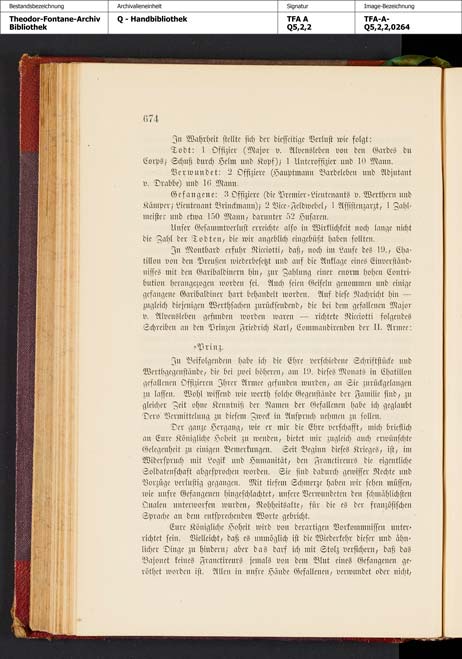 Bestandsbezeichnung
Theodor-Fontane-Archiv
Bibliothek
Archivalieneinheit
Q - Handbibliothek
Signatur
TFA A
Q5,2,2
Image-Bezeichnung
TFA-A-
Q5,2,2,0264
674
In Wahrheit stellte sich der diesseitige Verlust wie folgt:
Todt: 1 Offizier (Major v. Alvensleben von den Gardes du
Corps; Schuß durch Helm und Kopf); 1 Unteroffizier und 10 Mann.
Verwundet: 2 Offiziere (Hauptmann Bardeleben und Adjutant
v. Drabbe) und 16 Mann.
Gefangene: 3 Offiziere (die Premier-Lieutenants v. Werthern und
Kämper; Lieutenant Brinckmann); 2 Vice-Feldwebel, 1 Assistenzarzt, 1 Zahl-
meister und etwa 150 Mann; darunter 52 Husaren.
Unser Gesammtverlust erreichte also in Wirklichkeit noch lange nicht
die Zahl der Todten, die wir angeblich eingebüßt haben sollten.
In Montbard erfuhr Ricciotti, daß, noch im Laufe des 19., Cha-
tillon von den Preußen wiederbesetzt und auf die Anklage eines Einverständ-
nisses mit den Garibaldinern hin, zur Zahlung einer enorm hohen Contri-
bution herangezogen worden sei. Auch seien Geißeln genommen und einige
gefangene Garibaldiner hart behandelt worden. Auf diese Nachricht hin —
zugleich diejenigen Werthsachen zurücksendend, die bei dem gefallenen Major
v. Alvensleben gefunden worden waren — richtete Ricciotti folgendes
Schreiben an den Prinzen Friedrich Karl, Commandirenden der II. Armee:
»Prinz.
In Beifolgendem habe ich die Ehre verschiedene Schriftstücke und
Werthgegenstände, die bei zwei höheren, am 19. dieses Monats in Chatillon
gefallenen Offizieren Ihrer Armee gefunden wurden, an Sie zurückgelangen
zu lassen. Wohl wissend wie werth solche Gegenstände der Familie sind, zu
gleicher Zeit ohne Kenntniß der Namen der Gefallenen habe ich geglaubt
Dero Vermittelung zu diesem Zweck in Anspruch nehmen zu sollen.
Der ganze Hergang, wie er mir die Ehre verschafft, mich brieflich
an Eure Königliche Hoheit zu wenden, bietet mir zugleich auch erwünschte
Gelegenheit zu einigen Bemerkungen. Seit Beginn dieses Krieges, ist, im
Widerspruch mit Logik und Humanität, den Franctireurs die eigentliche
Soldatenschaft abgesprochen worden. Sie sind dadurch gewisser Rechte und
Vorzüge verlustig gegangen. Mit tiefem Schmerze haben wir sehen müssen,
wie unsre Gefangenen hingeschlachtet, unsere Verwundeten den schmählichsten
Qualen unterworfen wurden, Rohheitsakte, für die es der französischen
Sprache an dem entsprechenden Worte gebricht.
Eure Königliche Hoheit wird von derartigen Vorkommnissen unter-
richtet sein. Vielleicht, daß es unmöglich ist die Wiederkehr dieser und ähn-
licher Dinge zu hindern; aber das darf ich mit Stolz versichern, daß das
Bajonet keines Franctireurs jemals von dem Blut eines Gefangenen ge-
röthet worden ist. Allen in unsre Hände Gefallenen, verwundet oder nicht,